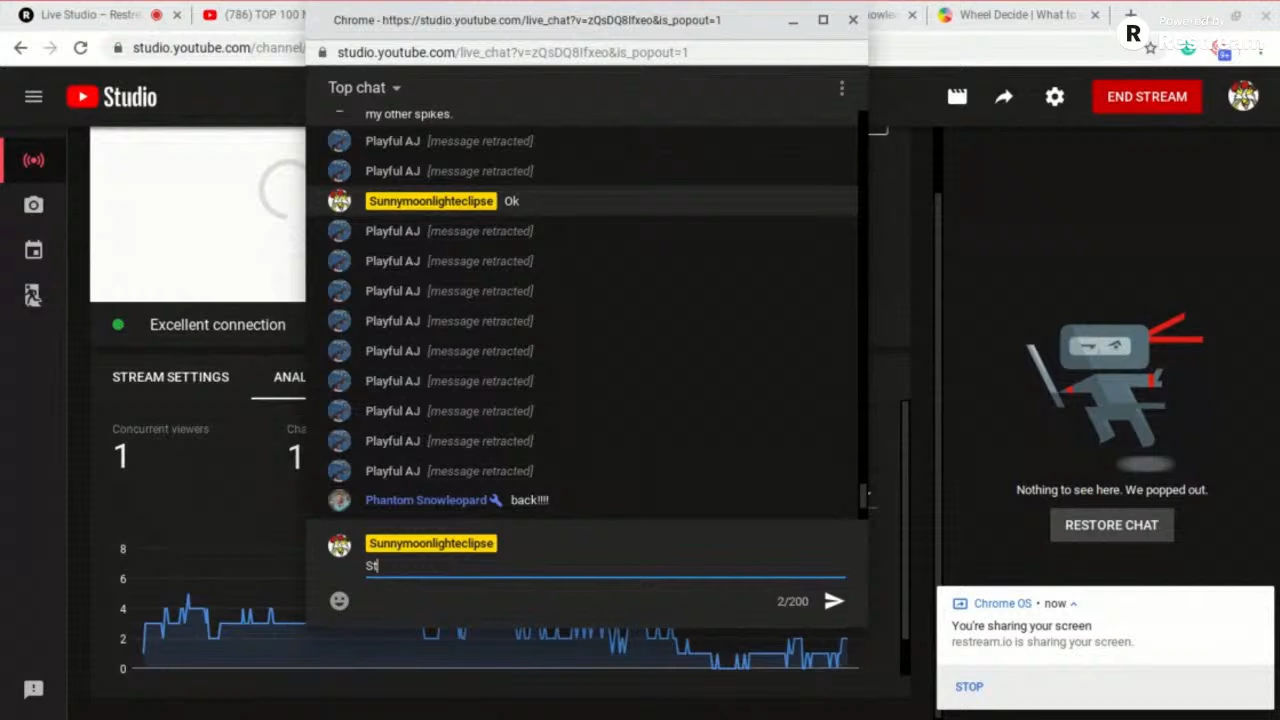 Live Studio – Restre
(786) TOP 100 M
Chrome - https://studio.youtube.com/live_chat?v=zQsDQ8Ifxeo&is_popout=1
Wheel Decide | What to
Powered by
Restream
studio.youtube.com/channel/
studio.youtube.com/live_chat?v=zQsDQ8Ifxeo&is_popout=1
9+
Studio
Top chat
END STREAM
my other spikes.
Playful AJ [message retracted]
Playful AJ [message retracted]
Sunnymoonlighteclipse Ok
Playful AJ [message retracted]
Playful AJ [message retracted]
Playful AJ [message retracted]
Playful AJ [message retracted]
Playful AJ [message retracted]
Playful AJ [message retracted]
Playful AJ [message retracted]
Playful AJ [message retracted]
Playful AJ [message retracted]
Phantom Snowleopard back!!!!
Sunnymoonlighteclipse
St
2/200
Excellent connection
STREAM SETTINGS
ANAL
Concurrent viewers
Cha
1
1
8
6
4
2
0
Nothing to see here. We popped out.
RESTORE CHAT
Chrome OS • now
You're sharing your screen
restream.io is sharing your screen.
STOP